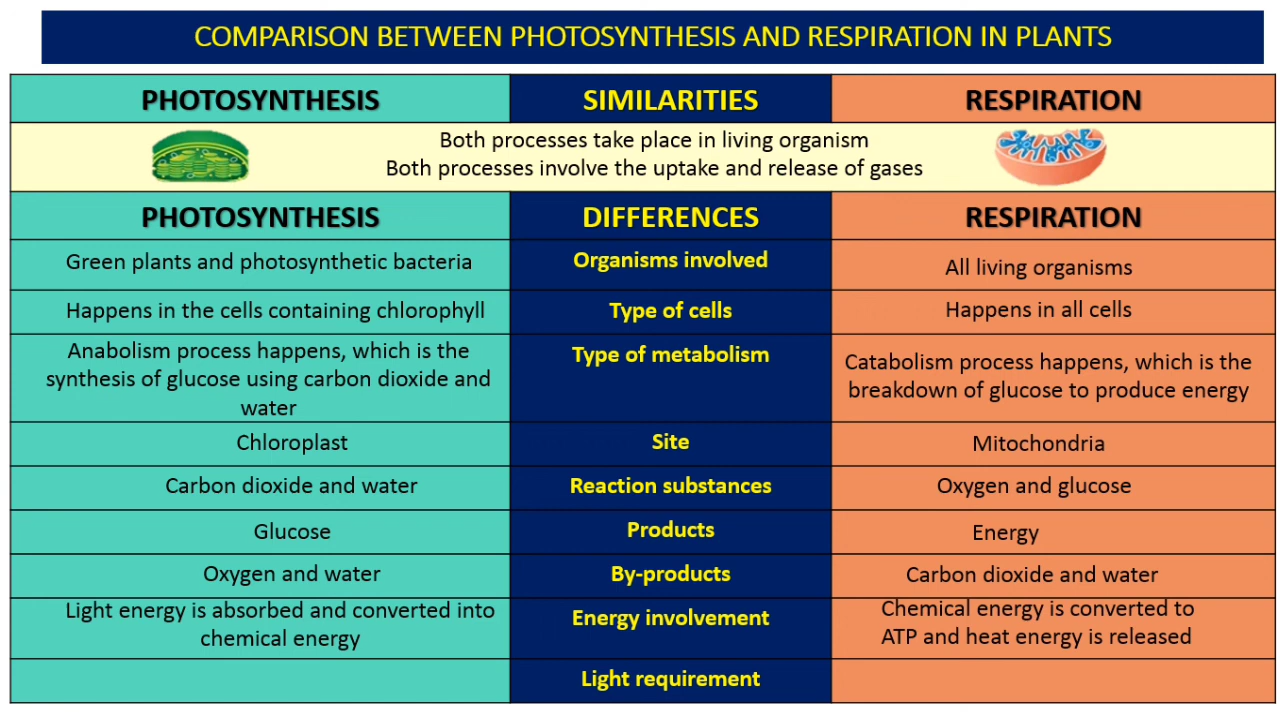 COMPARISON BETWEEN PHOTOSYNTHESIS AND RESPIRATION IN PLANTS
PHOTOSYNTHESIS
SIMILARITIES
RESPIRATION
Both processes take place in living organism
Both processes involve the uptake and release of gases
PHOTOSYNTHESIS
DIFFERENCES
RESPIRATION
Green plants and photosynthetic bacteria
Organisms involved
All living organisms
Happens in the cells containing chlorophyll
Type of cells
Happens in all cells
Anabolism process happens, which is the
synthesis of glucose using carbon dioxide and
water
Type of metabolism
Catabolism process happens, which is the
breakdown of glucose to produce energy
Chloroplast
Site
Mitochondria
Carbon dioxide and water
Reaction substances
Oxygen and glucose
Glucose
Products
Energy
Oxygen and water
By-products
Carbon dioxide and water
Light energy is absorbed and converted into
chemical energy
Energy involvement
Chemical energy is converted to
ATP and heat energy is released
Light requirement